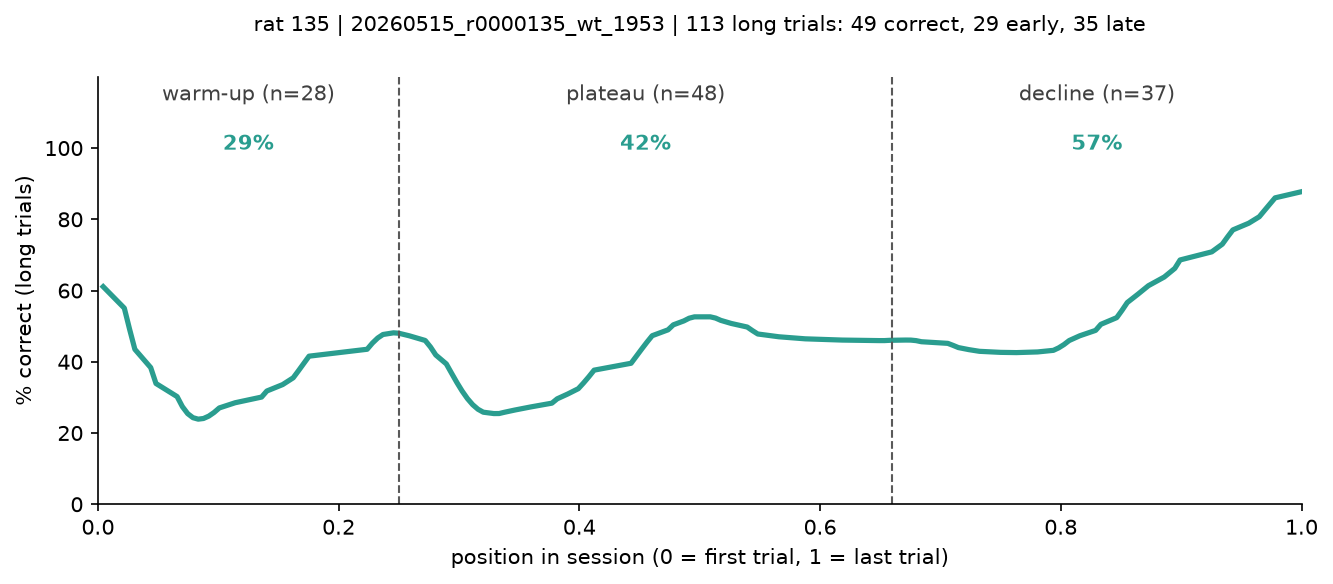 rat 135 | 20260515_r0000135_wt_1953 | 113 long trials: 49 correct, 29 early, 35 late
warm-up (n=28)
plateau (n=48)
decline (n=37)
29%
42%
57%
% correct (long trials)
100
80
60
40
20
0
0.0
0.2
0.4
0.6
0.8
1.0
position in session (0 = first trial, 1 = last trial)